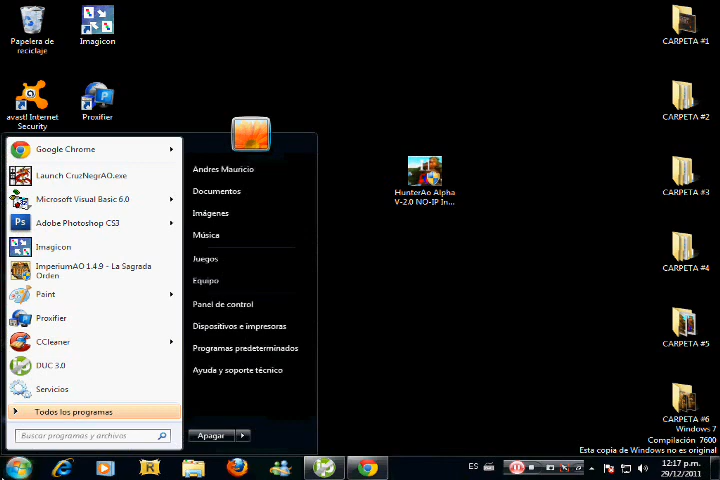 Papelera de
reciclaje
Imagicon
avast! Internet
Security
Proxifier
Google Chrome
Launch CruzNegrAO.exe
Microsoft Visual Basic 6.0
Adobe Photoshop CS3
Imagicon
ImperiumAO 1.4.9 - La Sagrada
Orden
Paint
Proxifier
CCleaner
DUC 3.0
Servicios
Todos los programas
Buscar programas y archivos
Andres Mauricio
Documentos
Imágenes
Música
Juegos
Equipo
Panel de control
Dispositivos e impresoras
Programas predeterminados
Ayuda y soporte técnico
Apagar
HunterAo Alpha
V-2.0 NO-IP In...
CARPETA #1
CARPETA #2
CARPETA #3
CARPETA #4
CARPETA #5
CARPETA #6
Windows 7
Compilación 7600
Esta copia de Windows no es original
ES
12:17 p.m.
29/12/2011